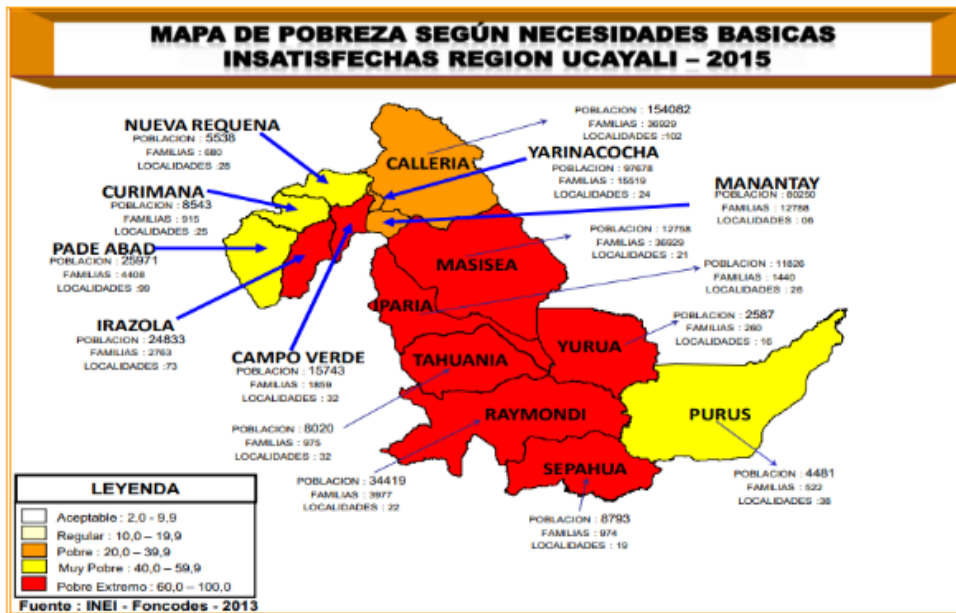 MAPA DE POBREZA SEGÚN NECESIDADES BASICAS
INSATISFECHAS REGION UCAYALI – 2015
NUEVA REQUENA
POBLACION : 5538
FAMILIAS : 680
LOCALIDADES :28
CURIMANA
POBLACION : 8543
FAMILIAS : 915
LOCALIDADES :25
PADE ABAD
POBLACION : 25971
FAMILIAS : 4408
LOCALIDADES :99
IRAZOLA
POBLACION : 24833
FAMILIAS : 2763
LOCALIDADES :73
CAMPO VERDE
POBLACION : 15743
FAMILIAS : 1859
LOCALIDADES : 32
CALLERIA
POBLACION : 154082
FAMILIAS : 36929
LOCALIDADES :102
YARINACOCHA
POBLACION : 97678
FAMILIAS : 15519
LOCALIDADES : 24
MANANTAY
POBLACION : 80250
FAMILIAS : 12788
LOCALIDADES : 06
MASISEA
POBLACION : 12758
FAMILIAS : 36929
LOCALIDADES : 21
IPARIA
POBLACION : 11826
FAMILIAS : 1440
LOCALIDADES : 26
YURUA
POBLACION : 2587
FAMILIAS : 260
LOCALIDADES : 16
TAHUANIA
POBLACION : 8020
FAMILIAS : 975
LOCALIDADES : 32
RAYMONDI
POBLACION : 34419
FAMILIAS : 3977
LOCALIDADES : 22
SEPAHUA
POBLACION : 8793
FAMILIAS : 974
LOCALIDADES : 19
PURUS
POBLACION : 4481
FAMILIAS : 522
LOCALIDADES :38
LEYENDA
Aceptable : 2,0 - 9,9
Regular : 10,0 – 19,9
Pobre : 20,0 – 39,9
Muy Pobre : 40,0 – 59,9
Pobre Extremo : 60,0 – 100,0
Fuente : INEI - Foncodes - 2013